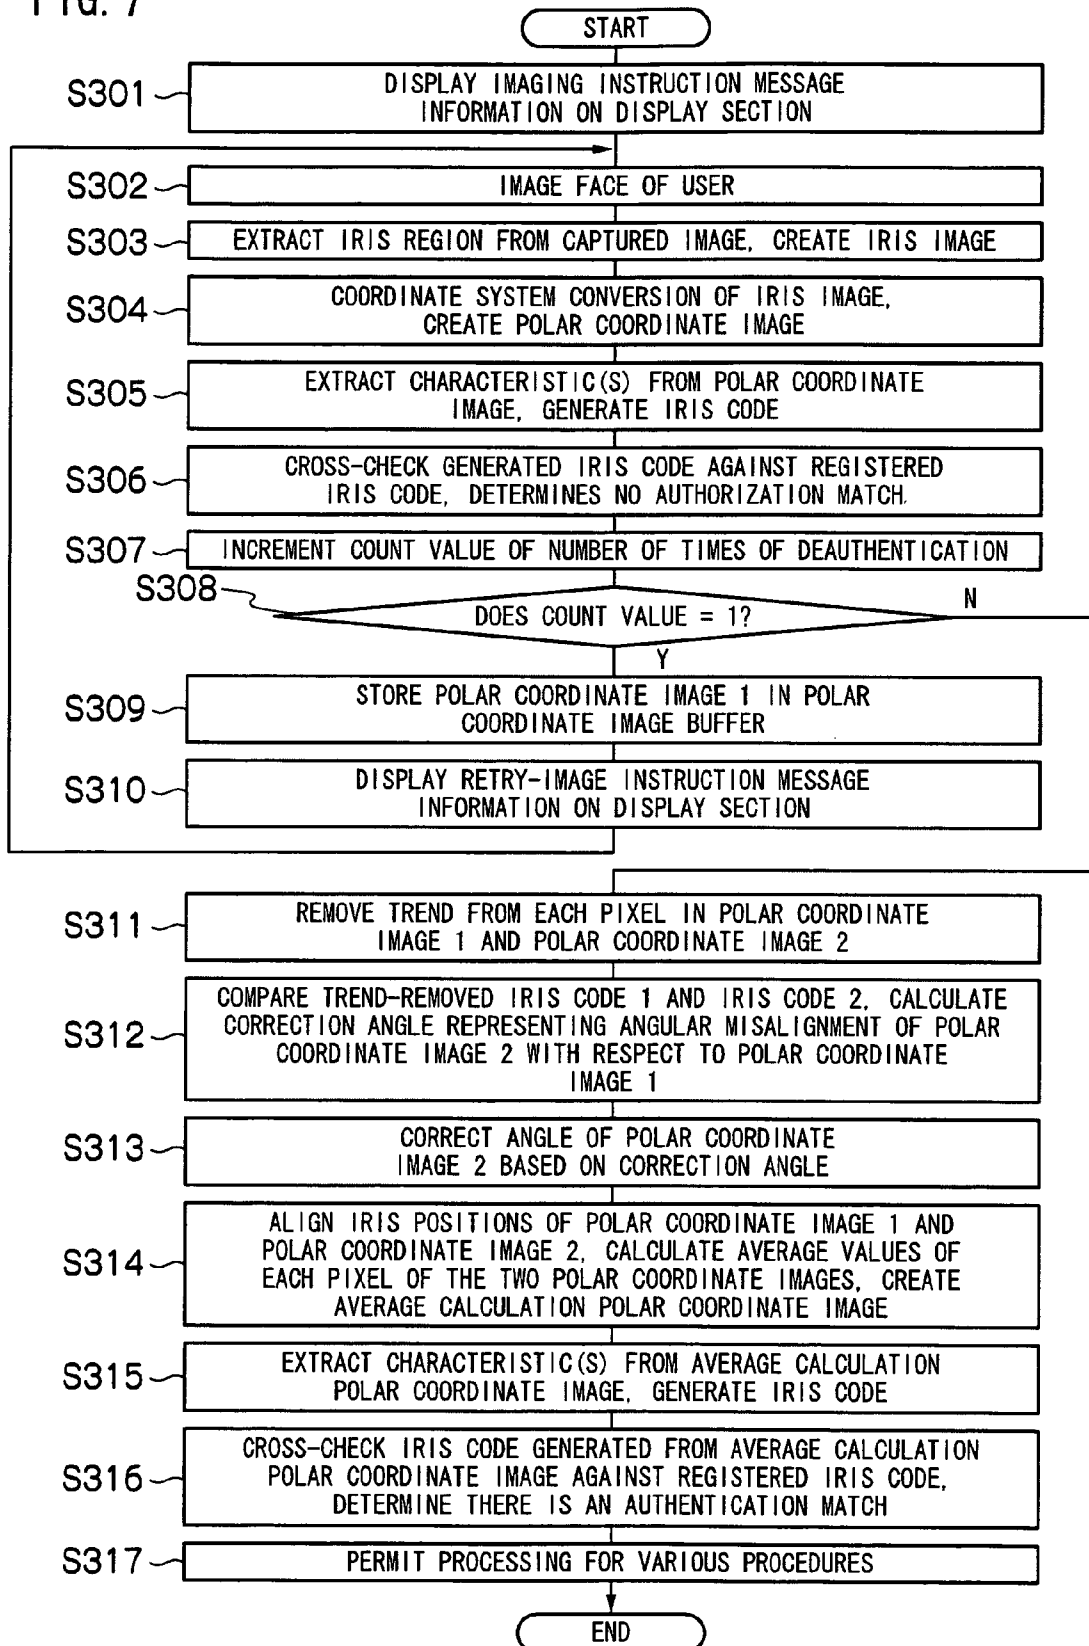 FIG. 7
START
S301
DISPLAY IMAGING INSTRUCTION MESSAGE
INFORMATION ON DISPLAY SECTION
S302
IMAGE FACE OF USER
S303
EXTRACT IRIS REGION FROM CAPTURED IMAGE, CREATE IRIS IMAGE
S304
COORDINATE SYSTEM CONVERSION OF IRIS IMAGE,
CREATE POLAR COORDINATE IMAGE
S305
EXTRACT CHARACTERISTIC(S) FROM POLAR COORDINATE
IMAGE, GENERATE IRIS CODE
S306
CROSS-CHECK GENERATED IRIS CODE AGAINST REGISTERED
IRIS CODE, DETERMINES NO AUTHORIZATION MATCH.
S307
INCREMENT COUNT VALUE OF NUMBER OF TIMES OF DEAUTHENTICATION
S308
DOES COUNT VALUE = 1?
N
Y
S309
STORE POLAR COORDINATE IMAGE 1 IN POLAR
COORDINATE IMAGE BUFFER
S310
DISPLAY RETRY-IMAGE INSTRUCTION MESSAGE
INFORMATION ON DISPLAY SECTION
S311
REMOVE TREND FROM EACH PIXEL IN POLAR COORDINATE
IMAGE 1 AND POLAR COORDINATE IMAGE 2
S312
COMPARE TREND-REMOVED IRIS CODE 1 AND IRIS CODE 2, CALCULATE
CORRECTION ANGLE REPRESENTING ANGULAR MISALIGNMENT OF POLAR
COORDINATE IMAGE 2 WITH RESPECT TO POLAR COORDINATE
IMAGE 1
S313
CORRECT ANGLE OF POLAR COORDINATE
IMAGE 2 BASED ON CORRECTION ANGLE
S314
ALIGN IRIS POSITIONS OF POLAR COORDINATE IMAGE 1 AND
POLAR COORDINATE IMAGE 2, CALCULATE AVERAGE VALUES OF
EACH PIXEL OF THE TWO POLAR COORDINATE IMAGES, CREATE
AVERAGE CALCULATION POLAR COORDINATE IMAGE
S315
EXTRACT CHARACTERISTIC(S) FROM AVERAGE CALCULATION
POLAR COORDINATE IMAGE, GENERATE IRIS CODE
S316
CROSS-CHECK IRIS CODE GENERATED FROM AVERAGE CALCULATION
POLAR COORDINATE IMAGE AGAINST REGISTERED IRIS CODE,
DETERMINE THERE IS AN AUTHENTICATION MATCH
S317
PERMIT PROCESSING FOR VARIOUS PROCEDURES
END